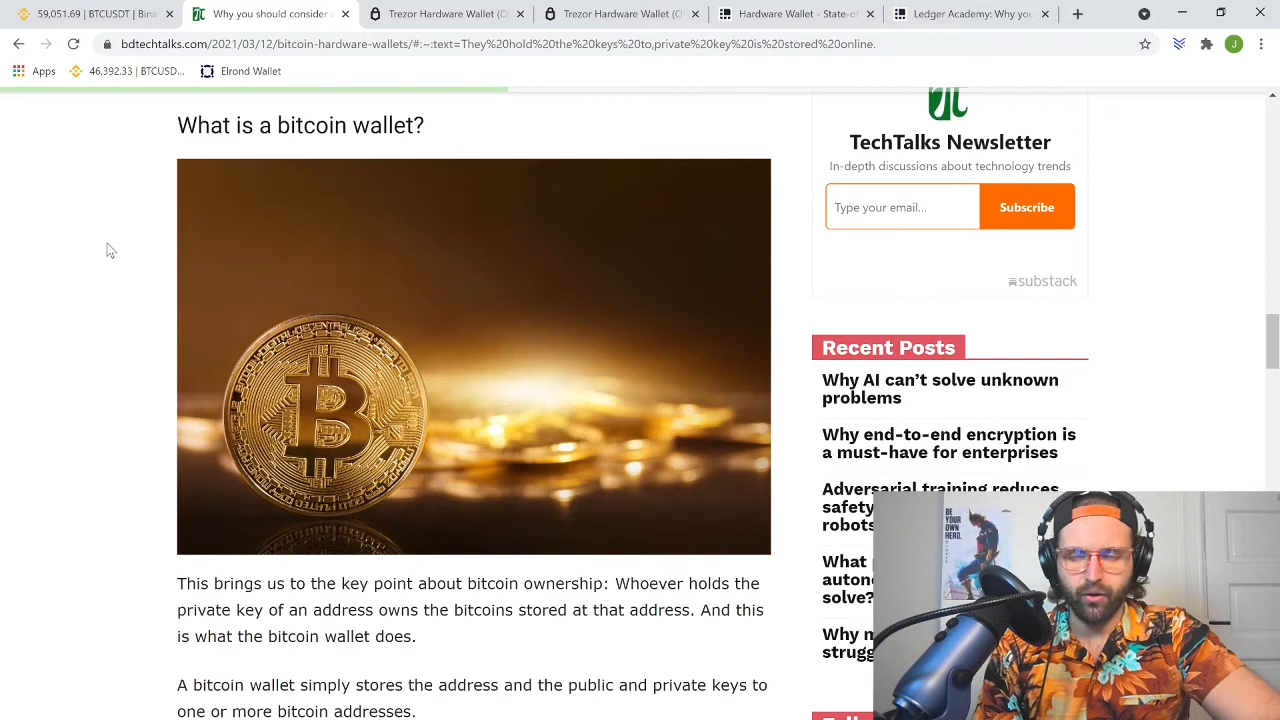 59,051.69 | BTCUSDT | Bina
Why you should consider a
Trezor Hardware Wallet (O
Trezor Hardware Wallet (O
Hardware Wallet - State-of
Ledger Academy: Why you
bdtechtalks.com/2021/03/12/bitcoin-hardware-wallets/#:~:text=They%20hold%20the%20keys%20to,private%20key%20is%20stored%20online.
J
Apps
46,392.33 | BTCUSD...
Elrond Wallet
What is a bitcoin wallet?
This brings us to the key point about bitcoin ownership: Whoever holds the
private key of an address owns the bitcoins stored at that address. And this
is what the bitcoin wallet does.
A bitcoin wallet simply stores the address and the public and private keys to
one or more bitcoin addresses.
TechTalks Newsletter
In-depth discussions about technology trends
Type your email...
Subscribe
substack
Recent Posts
Why AI can’t solve unknown
problems
Why end-to-end encryption is
a must-have for enterprises
Adversarial training reduces
safety
robots
What
auton
solve?
Why
strugg
BE
YOUR
OWN
HERO.